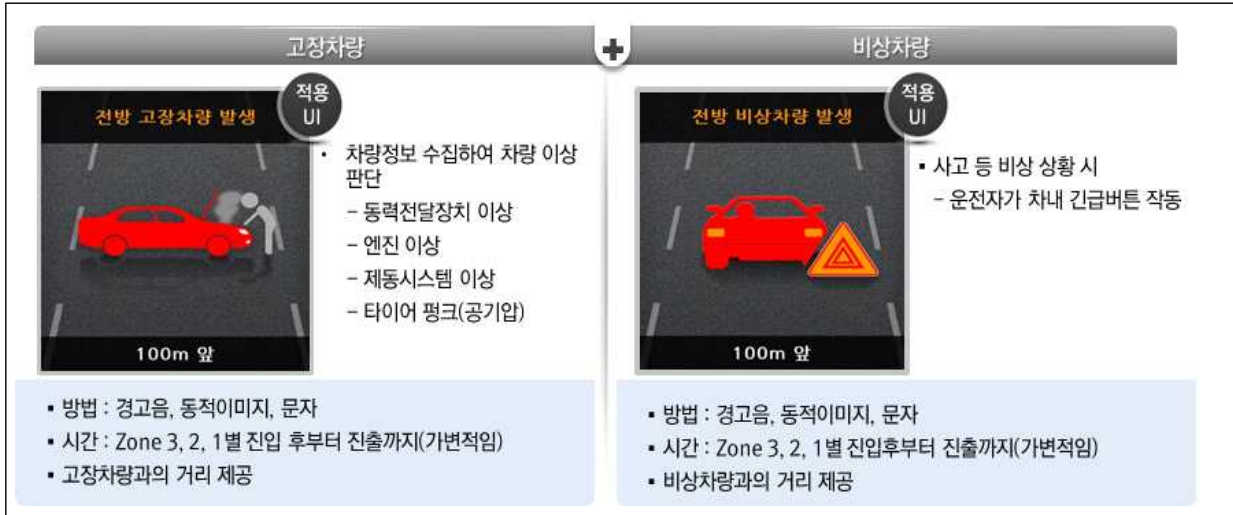 고장차량
전방 고장차량 발생
적용
UI
100m 앞
• 차량정보 수집하여 차량 이상
판단
– 동력전달장치 이상
– 엔진 이상
– 제동시스템 이상
– 타이어 펑크(공기압)
▪ 방법 : 경고음, 동적이미지, 문자
▪ 시간 : Zone 3, 2, 1별 진입 후부터 진출까지(가변적임)
▪ 고장차량과의 거리 제공
비상차량
전방 비상차량 발생
적용
UI
100m 앞
▪ 사고 등 비상 상황 시
– 운전자가 차내 긴급버튼 작동
▪ 방법 : 경고음, 동적이미지, 문자
▪ 시간 : Zone 3, 2, 1별 진입후부터 진출까지(가변적임)
▪ 비상차량과의 거리 제공